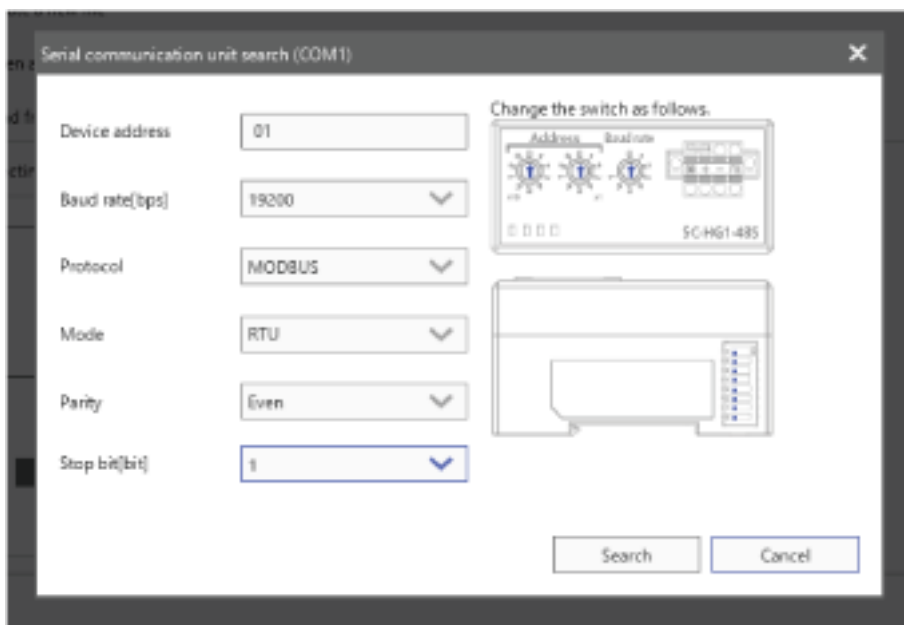 Serial communication unit search (COM1)
Change the switch as follows.
Device address
01
Address
Baud rate
Baud rate[bps]
19200
SC-HG1-485
Protocol
MODBUS
Mode
RTU
Parity
Even
Stop bit[bit]
1
Search
Cancel